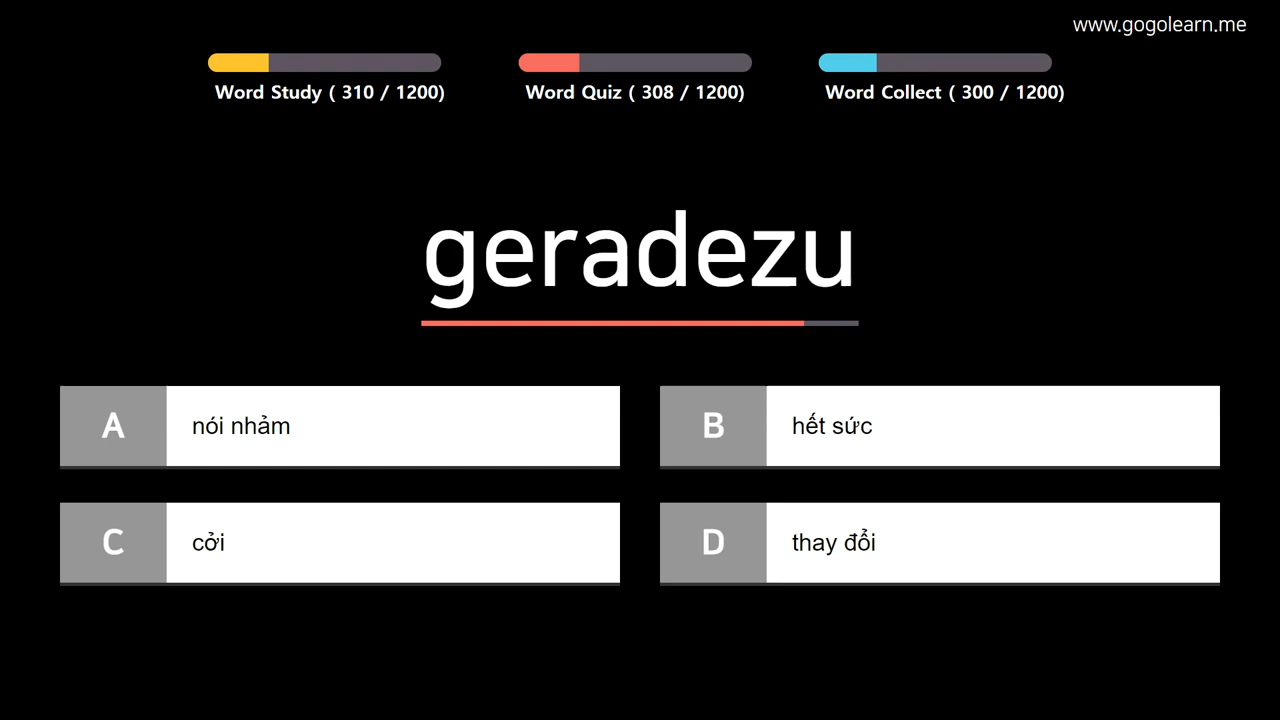 www.gogolearn.me
Word Study ( 310 / 1200)
Word Quiz ( 308 / 1200)
Word Collect ( 300 / 1200)
geradezu
A nói nhảm
B hết sức
C cởi
D thay đổi